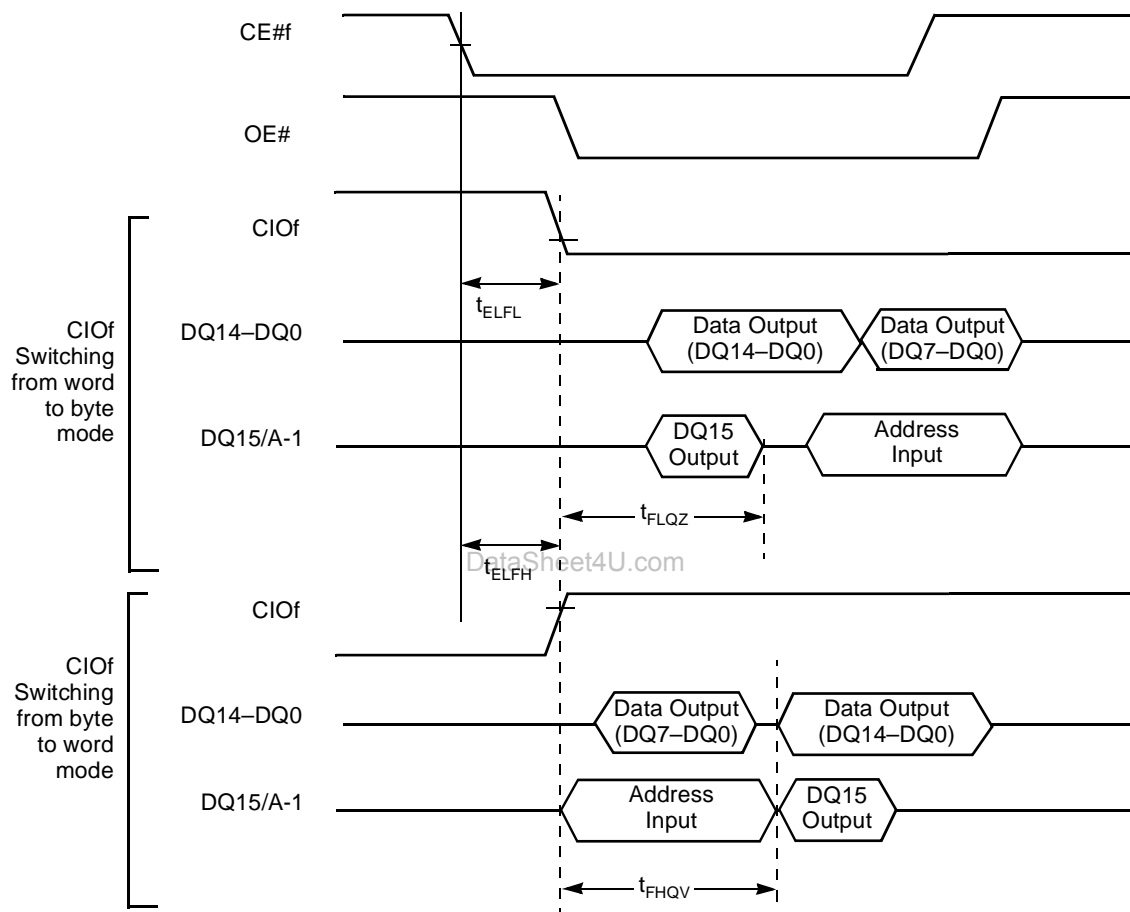 CE#f
OE#
CIOf
Switching
from word
to byte
mode
CIOf
tELFL
DQ14–DQ0
Data Output
(DQ14–DQ0)
Data Output
(DQ7–DQ0)
DQ15/A-1
DQ15
Output
Address
Input
tFLQZ
tELFH
DataSheet4U.com
CIOf
Switching
from byte
to word
mode
CIOf
DQ14–DQ0
Data Output
(DQ7–DQ0)
Data Output
(DQ14–DQ0)
DQ15/A-1
Address
Input
DQ15
Output
tFHQV